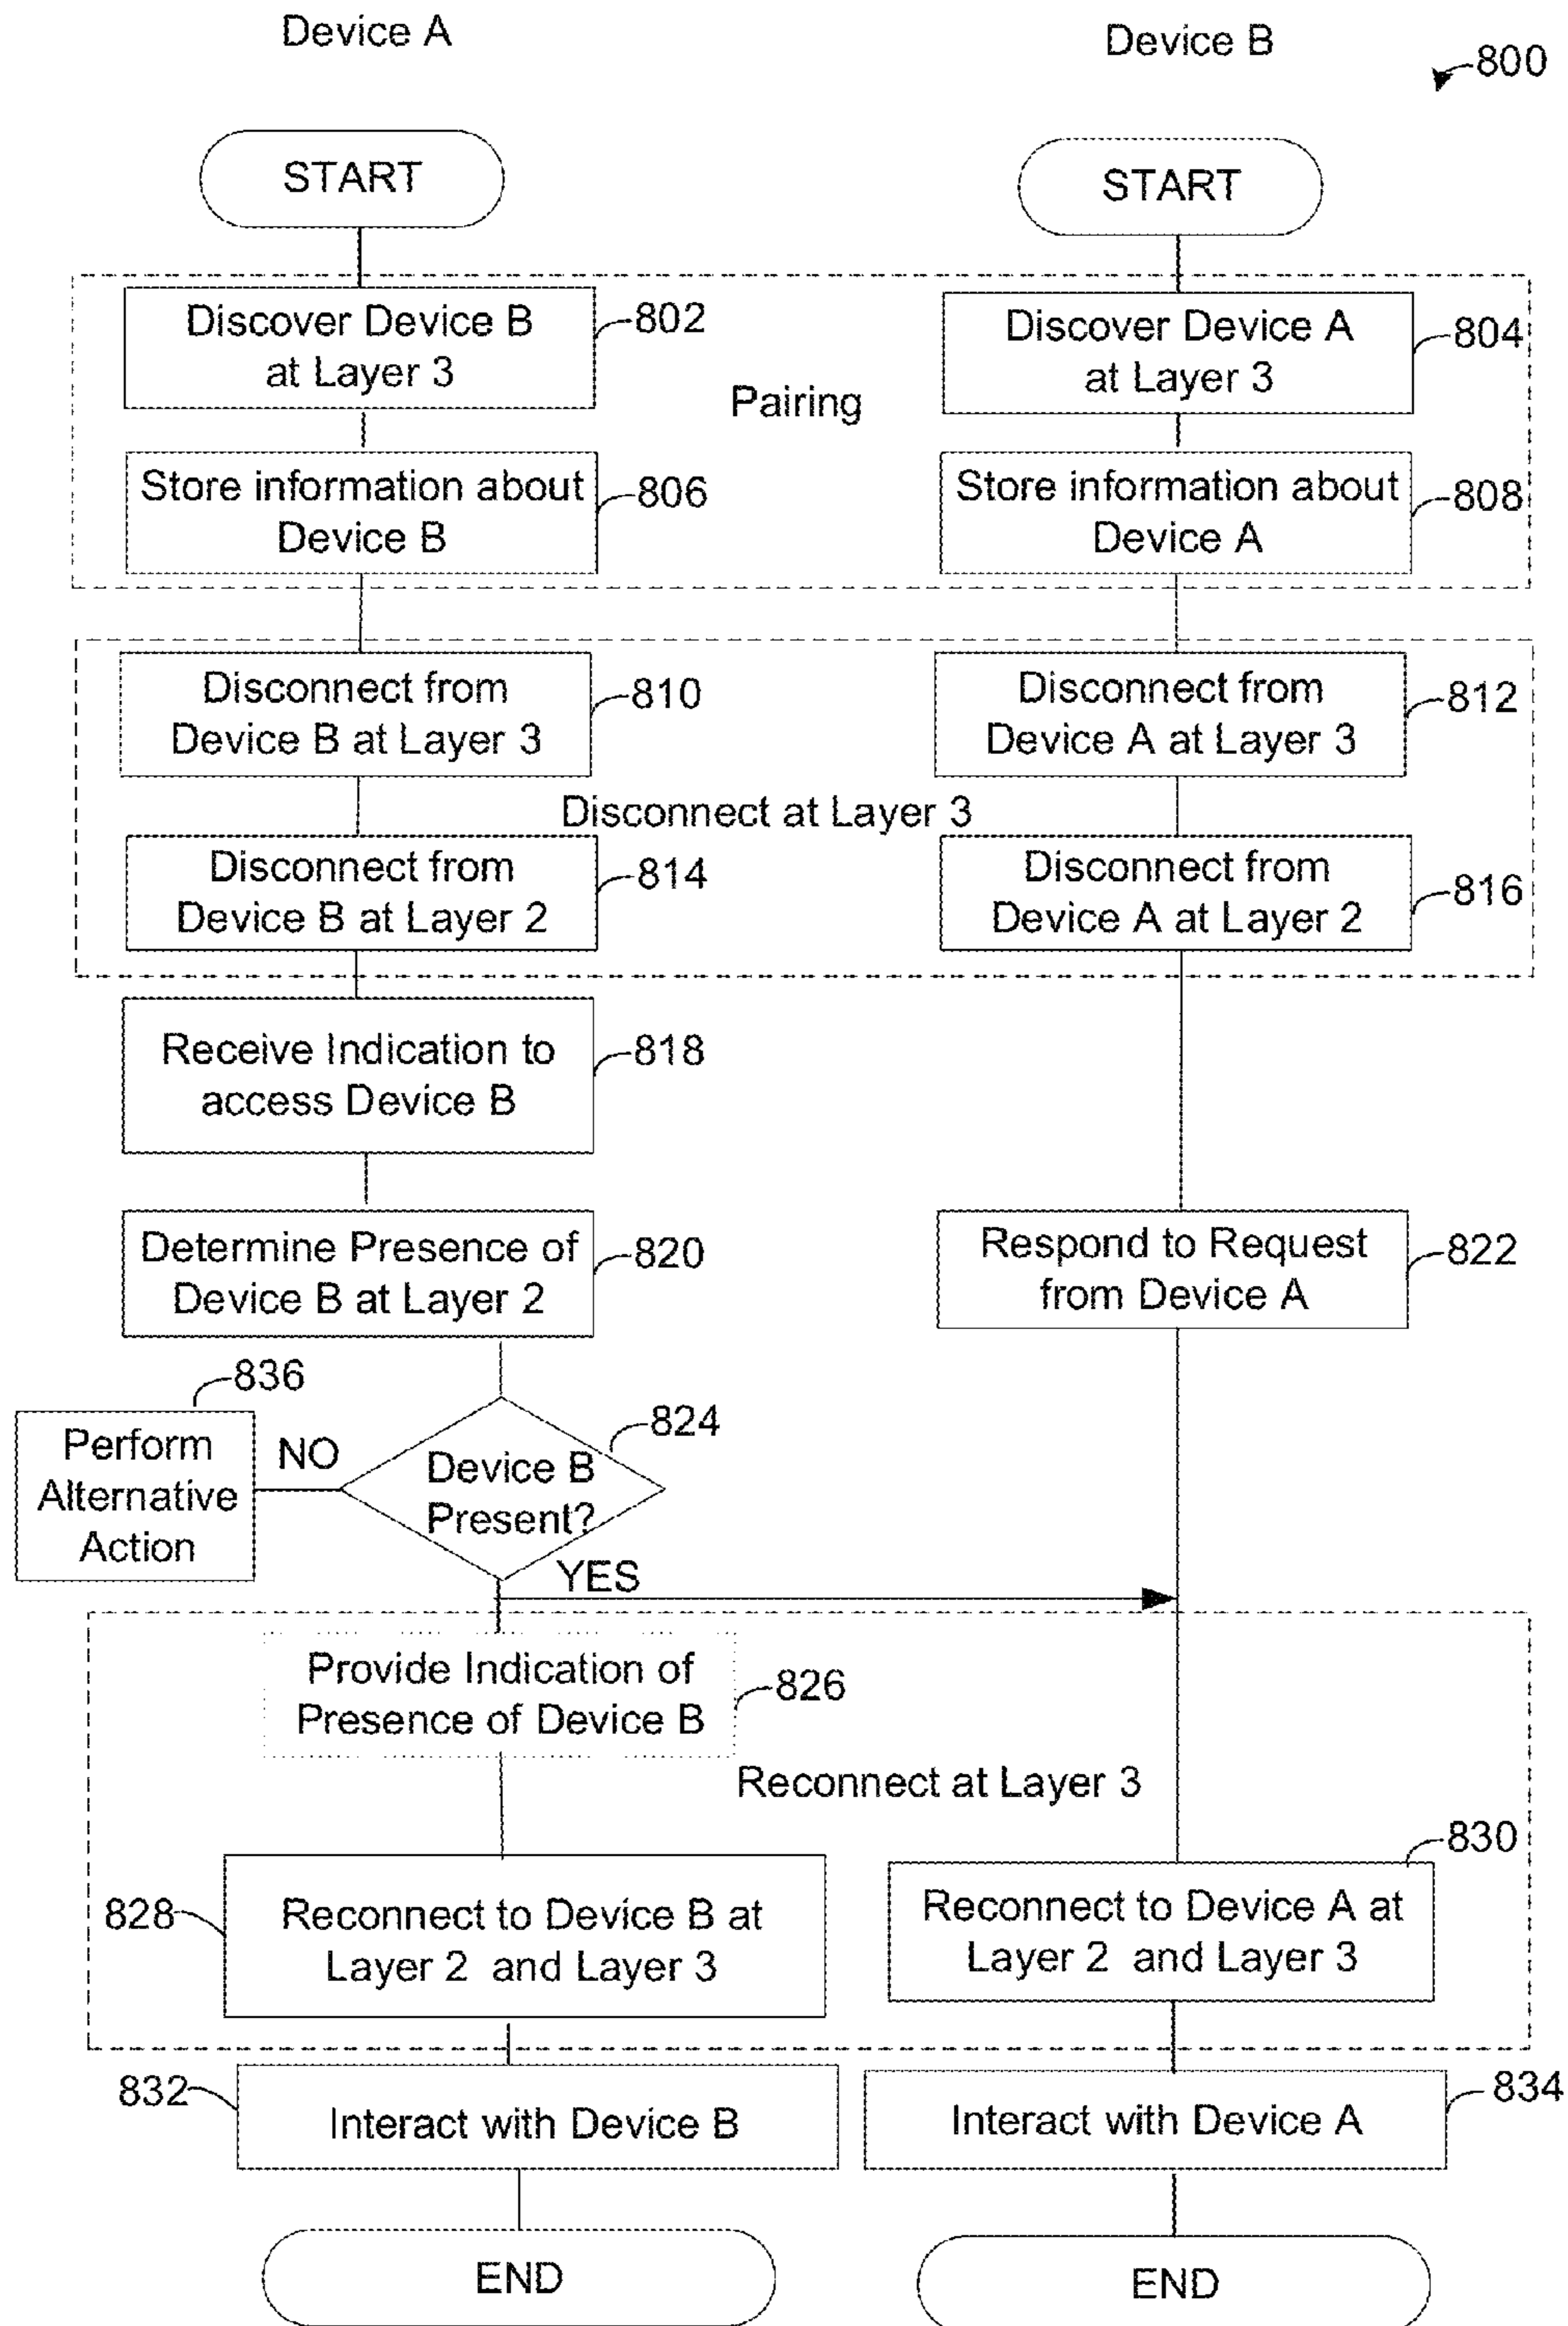 Device A
Device B
800
START
START
Discover Device B
at Layer 3
802
Discover Device A
at Layer 3
804
Pairing
Store information about
Device B
806
Store information about
Device A
808
Disconnect from
Device B at Layer 3
810
Disconnect from
Device A at Layer 3
812
Disconnect at Layer 3
Disconnect from
Device B at Layer 2
814
Disconnect from
Device A at Layer 2
816
Receive Indication to
access Device B
818
Determine Presence of
Device B at Layer 2
820
Respond to Request
from Device A
822
836
Perform
Alternative
Action
NO
Device B
Present?
824
YES
Provide Indication of
Presence of Device B
826
Reconnect at Layer 3
828
Reconnect to Device B at
Layer 2 and Layer 3
830
Reconnect to Device A at
Layer 2 and Layer 3
832
Interact with Device B
Interact with Device A
834
END
END